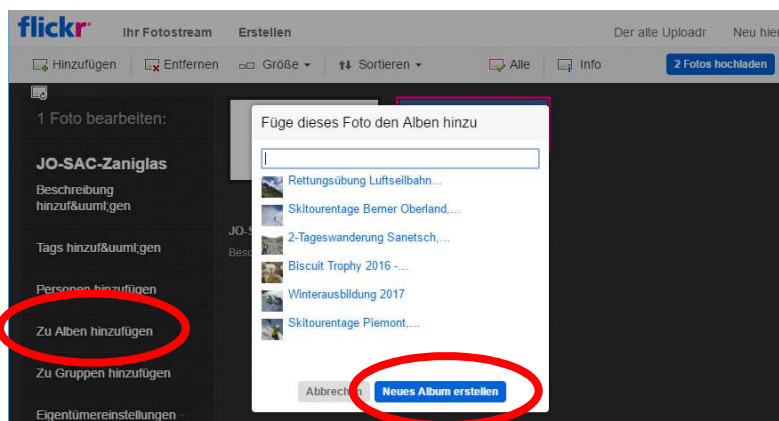 flickr Ihr Fotostream Erstellen Der alte Uploadr Neu hier
Hinzufügen Entfernen Größe Sortieren Alle Info 2 Fotos hochladen
1 Foto bearbeiten:
JO-SAC-Zaniglas
Beschreibung
hinzuf&uuml;gen
Tags hinzuf&uuml;gen
Personen hinzufügen
Zu Alben hinzufügen
Zu Gruppen hinzufügen
Eigentümereinstellungen
JO-S
Besc
Füge dieses Foto den Alben hinzu
Rettungsübung Luftseilbahn...
Skitourentage Berner Oberland,...
2-Tageswanderung Sanetsch,...
Biscuit Trophy 2016 -...
Winterausbildung 2017
Skitourentage Piemont,...
Abbrechen Neues Album erstellen